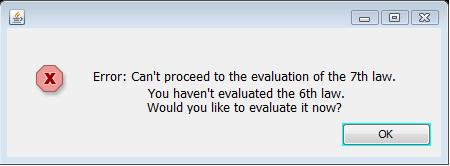 Error: Can't proceed to the evaluation of the 7th law.
You haven't evaluated the 6th law.
Would you like to evaluate it now?
OK